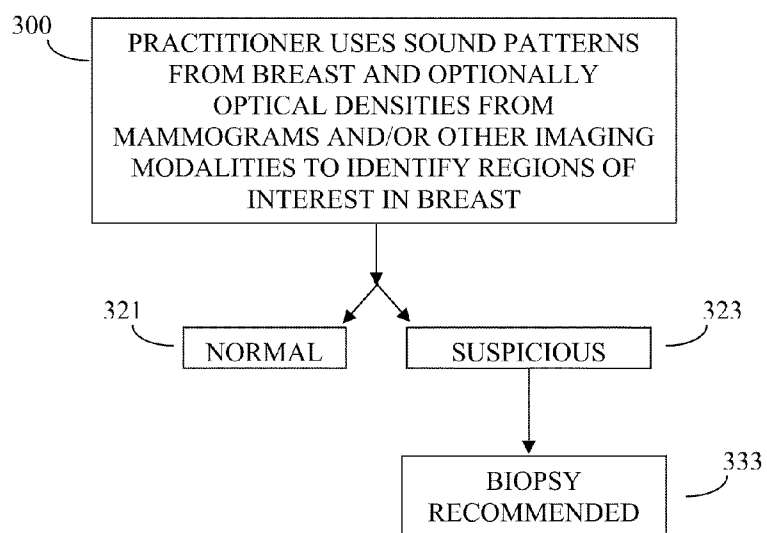 300
PRACTITIONER USES SOUND PATTERNS
FROM BREAST AND OPTIONALLY
OPTICAL DENSITIES FROM
MAMMOGRAMS AND/OR OTHER IMAGING
MODALITIES TO IDENTIFY REGIONS OF
INTEREST IN BREAST
321
NORMAL
SUSPICIOUS
323
BIOPSY
RECOMMENDED
333